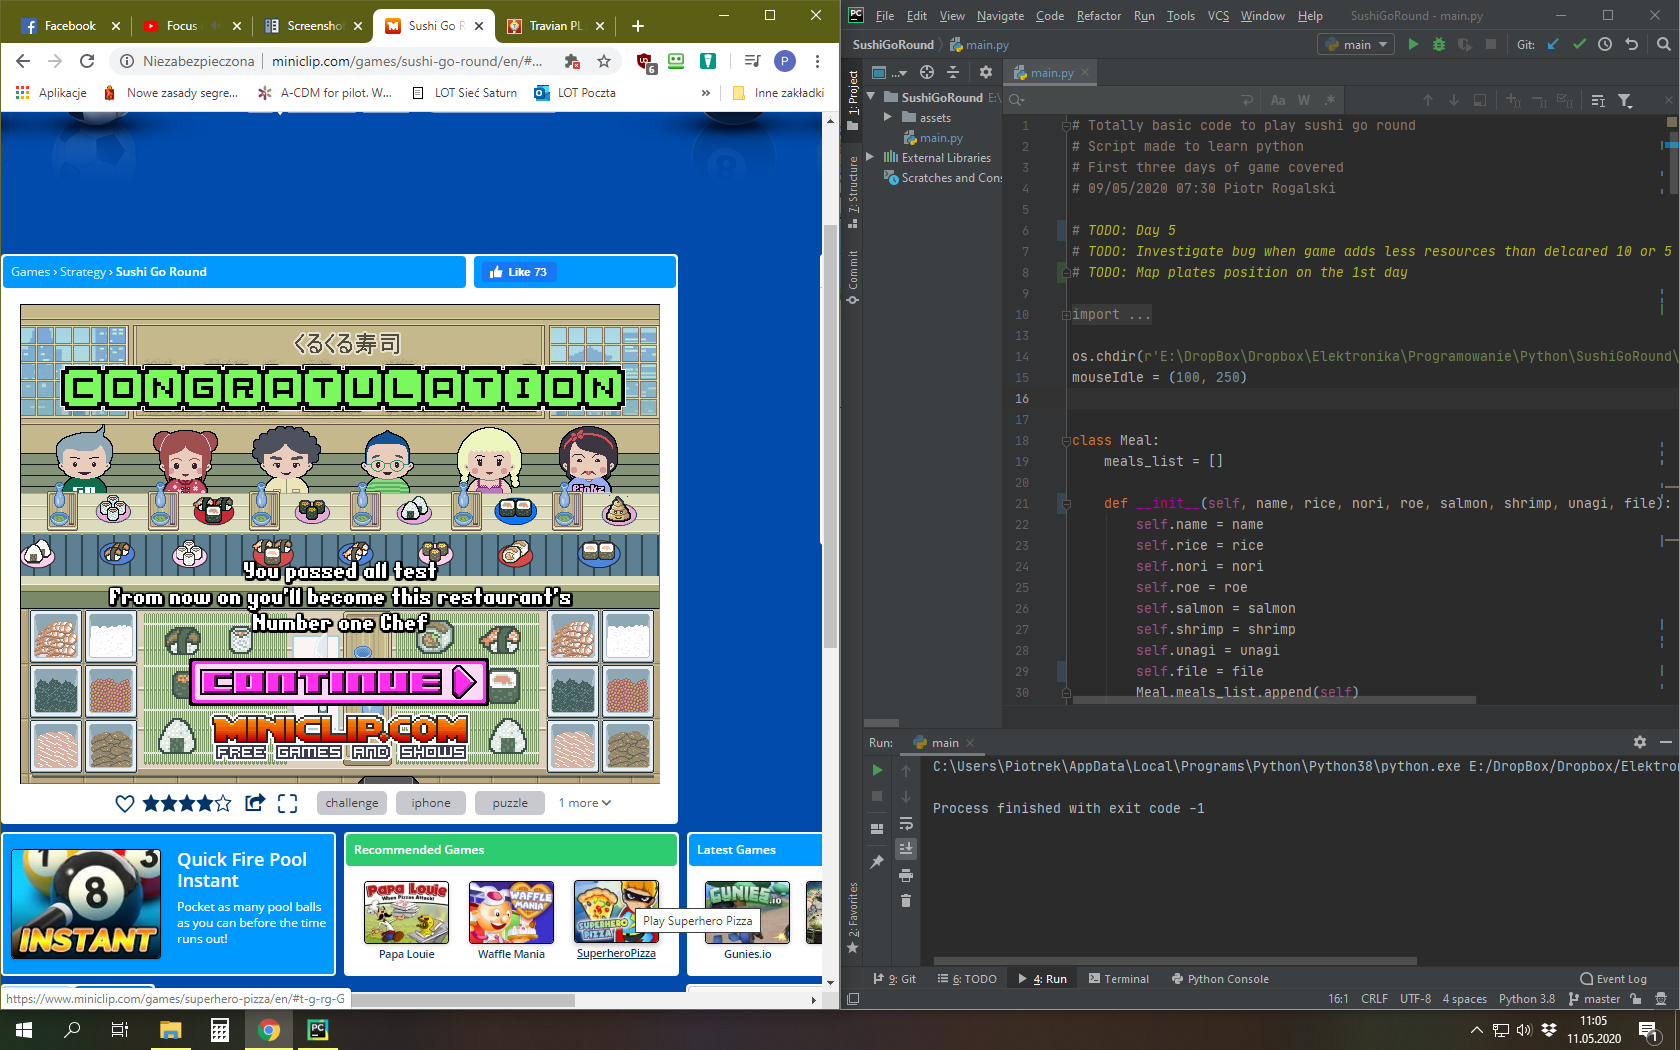 Facebook
Focus
Screenshot
Sushi Go R
Travian PL
Niezabezpieczona
miniclip.com/games/sushi-go-round/en/#...
6
P
Aplikacje
Nowe zasady segre...
A-CDM for pilot. W...
LOT Sieć Saturn
LOT Poczta
»
Inne zakładki
Games › Strategy › Sushi Go Round
Like 73
くるくる寿司
CONGRATULATION
You passed all test
From now on you'll become this restaurant's
Number one Chef
CONTINUE
MINICLIP.COM
FREE GAMES AND SHOWS
challenge
iphone
puzzle
1 more
8
3
INSTANT
Quick Fire Pool
Instant
Pocket as many pool balls
as you can before the time
runs out!
Recommended Games
Papa Louie
When Pizzas Attack!
WAFFLE MANIA
SUPERHERO PIZZA
Play Superhero Pizza
Papa Louie
Waffle Mania
SuperheroPizza
Latest Games
GUNIES.io
Gunies.io
https://www.miniclip.com/games/superhero-pizza/en/#t-g-rg-G
PC
File Edit View Navigate Code Refactor Run Tools VCS Window Help
SushiGoRound - main.py
SushiGoRound
main.py
main
Git:
1: Project
7: Structure
Commit
2: Favorites
...
SushiGoRound E:\
assets
main.py
External Libraries
Scratches and Cons
main.py
Aa W .*
1 # Totally basic code to play sushi go round
2 # Script made to learn python
3 # First three days of game covered
4 # 09/05/2020 07:30 Piotr Rogalski
5
6 # TODO: Day 5
7 # TODO: Investigate bug when game adds less resources than delcared 10 or 5
8 # TODO: Map plates position on the 1st day
9
10 import ...
13
14 os.chdir(r'E:\DropBox\Dropbox\Elektronika\Programowanie\Python\SushiGoRound\
15 mouseIdle = (100, 250)
16
17
18 class Meal:
19 meals_list = []
20
21 def __init__(self, name, rice, nori, roe, salmon, shrimp, unagi, file):
22 self.name = name
23 self.rice = rice
24 self.nori = nori
25 self.roe = roe
26 self.salmon = salmon
27 self.shrimp = shrimp
28 self.unagi = unagi
29 self.file = file
30 Meal.meals_list.append(self)
Run:
main
C:\Users\Piotrek\AppData\Local\Programs\Python\Python38\python.exe E:/DropBox/Dropbox/Elektron
Process finished with exit code -1
9: Git
6: TODO
4: Run
Terminal
Python Console
Event Log
16:1 CRLF UTF-8 4 spaces Python 3.8 master
PC
11:05
11.05.2020
1